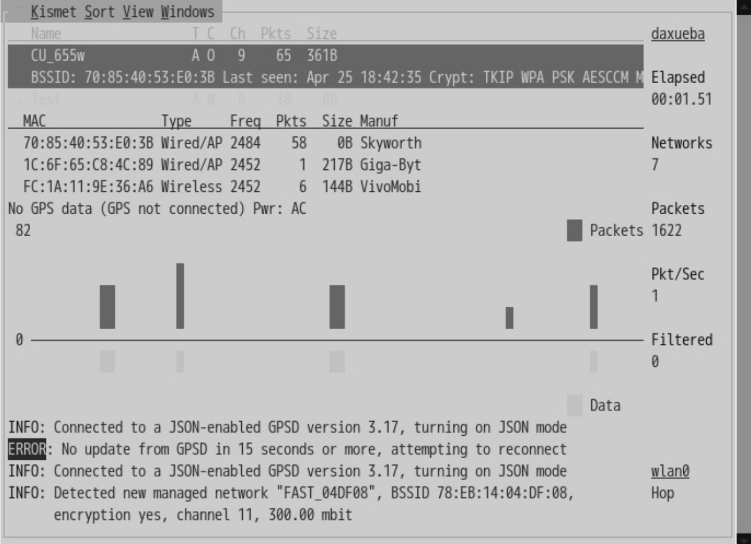 Kismet Sort View Windows
Name T C Ch Pkts Size
daxueba
CU_655w A O 9 65 361B
BSSID: 70:85:40:53:E0:3B Last seen: Apr 25 18:42:35 Crypt: TKIP WPA PSK AESCCM M
Elapsed
. Test A
00:01.51
MAC Type Freq Pkts Size Manuf
70:85:40:53:E0:3B Wired/AP 2484 58 0B Skyworth
Networks
1C:6F:65:C8:4C:89 Wired/AP 2452 1 217B Giga-Byt
7
FC:1A:11:9E:36:A6 Wireless 2452 6 144B VivoMobi
No GPS data (GPS not connected) Pwr: AC
Packets
82
Packets
1622
Pkt/Sec
1
0
Filtered
0
Data
INFO: Connected to a JSON-enabled GPSD version 3.17, turning on JSON mode
ERROR: No update from GPSD in 15 seconds or more, attempting to reconnect
INFO: Connected to a JSON-enabled GPSD version 3.17, turning on JSON mode
wlan0
INFO: Detected new managed network "FAST_04DF08", BSSID 78:EB:14:04:DF:08,
Hop
encryption yes, channel 11, 300.00 mbit